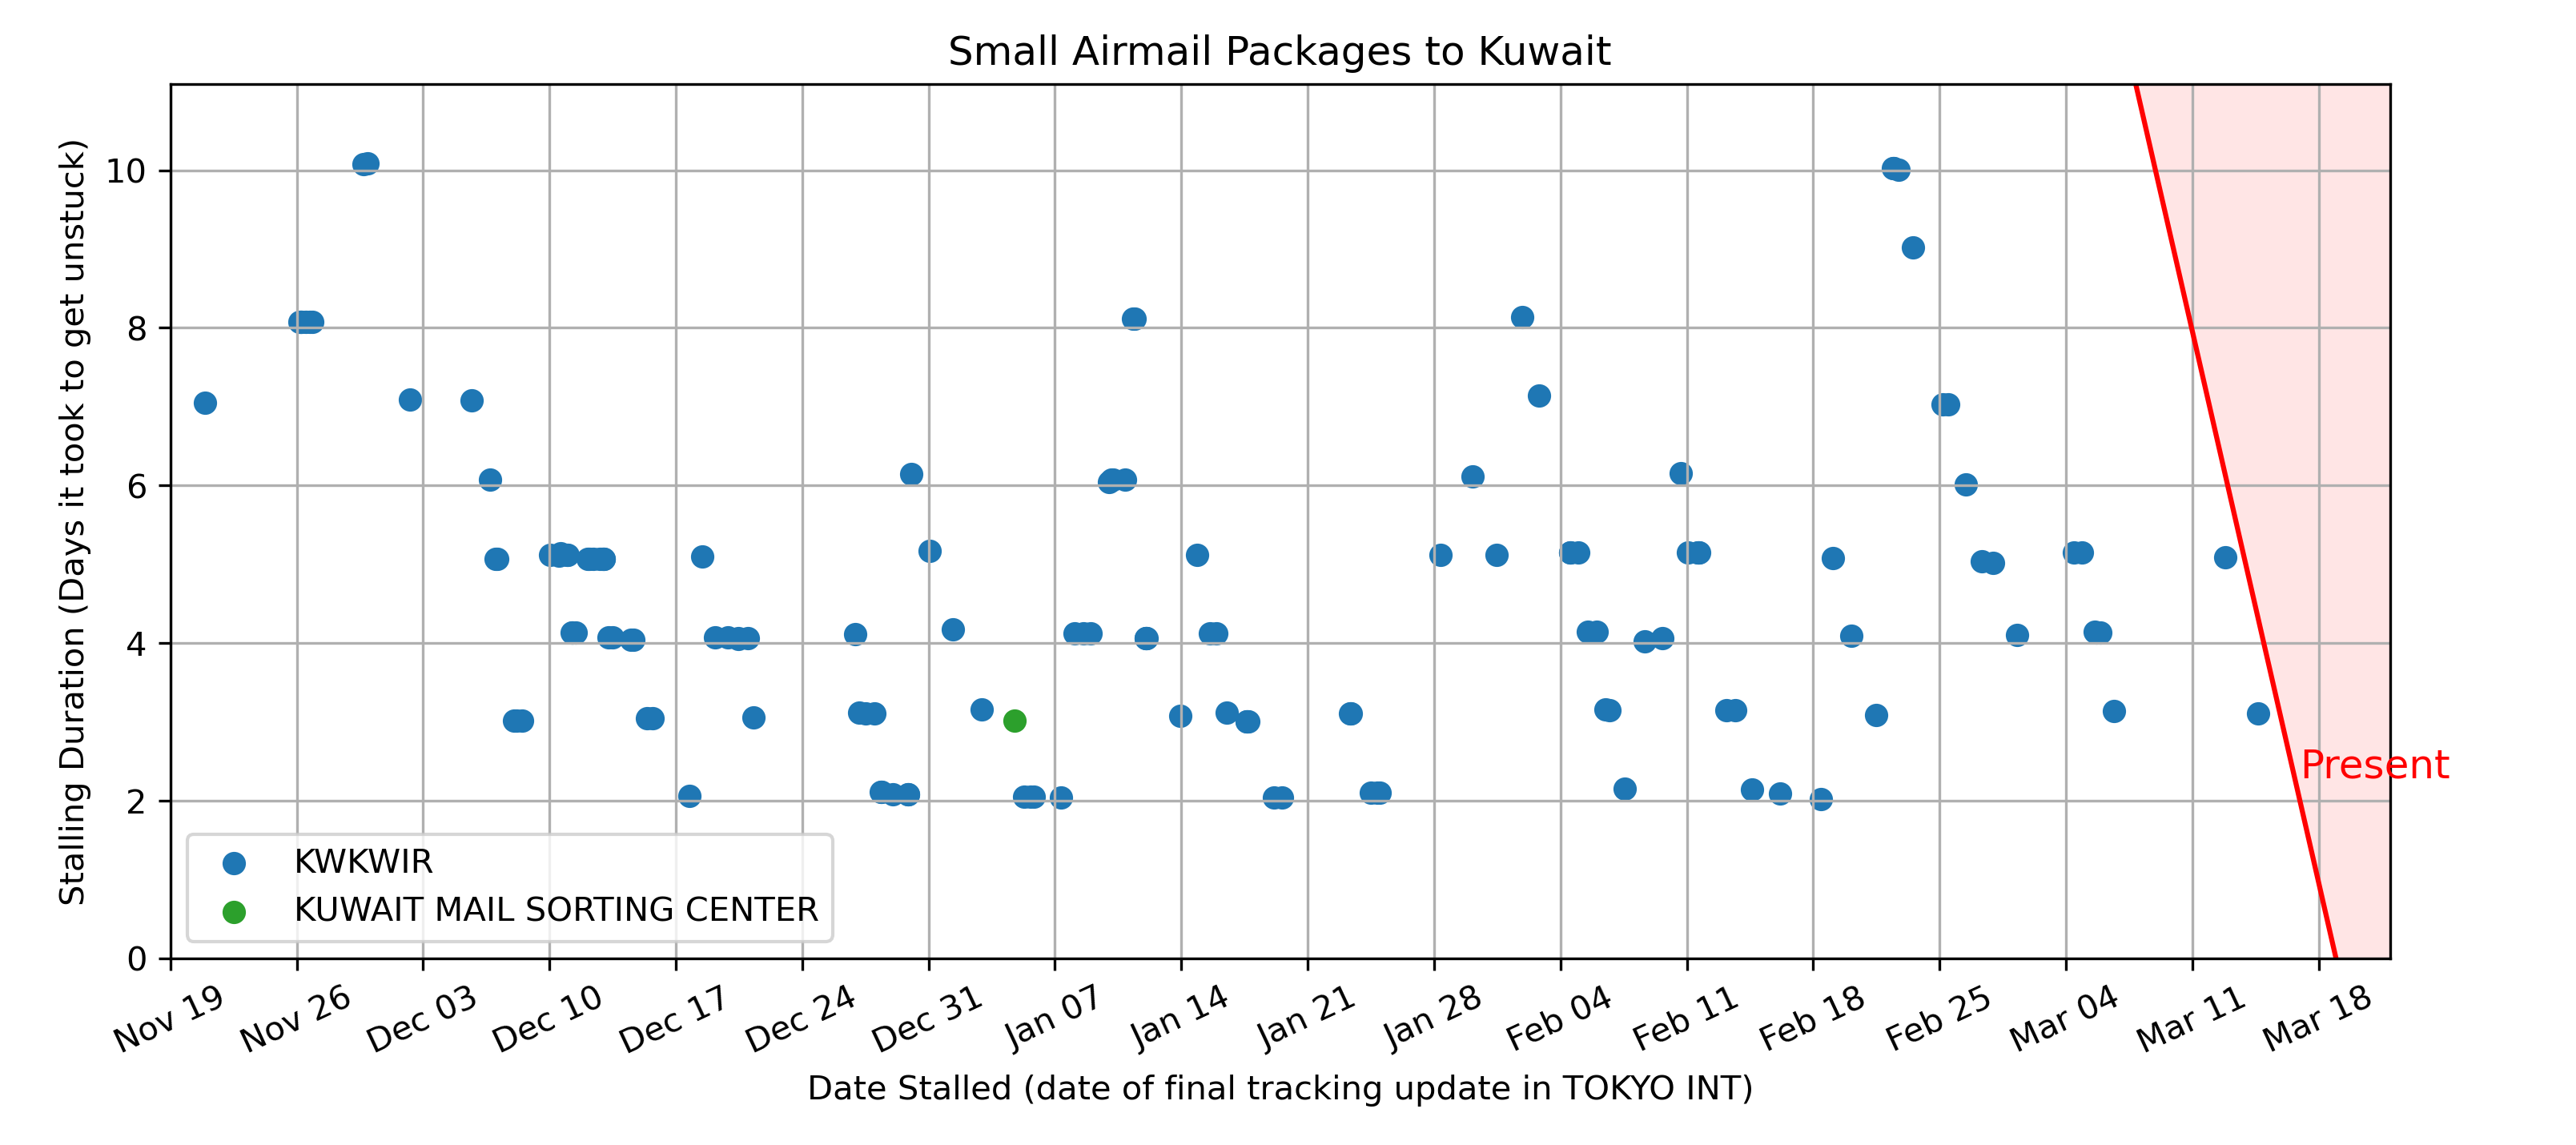 Small Airmail Packages to Kuwait
Stalling Duration (Days it took to get unstuck)
10
8
6
4
2
0
Present
KWKWIR
KUWAIT MAIL SORTING CENTER
Nov 19 Nov 26 Dec 03 Dec 10 Dec 17 Dec 24 Dec 31 Jan 07 Jan 14 Jan 21 Jan 28 Feb 04 Feb 11 Feb 18 Feb 25 Mar 04 Mar 11 Mar 18
Date Stalled (date of final tracking update in TOKYO INT)